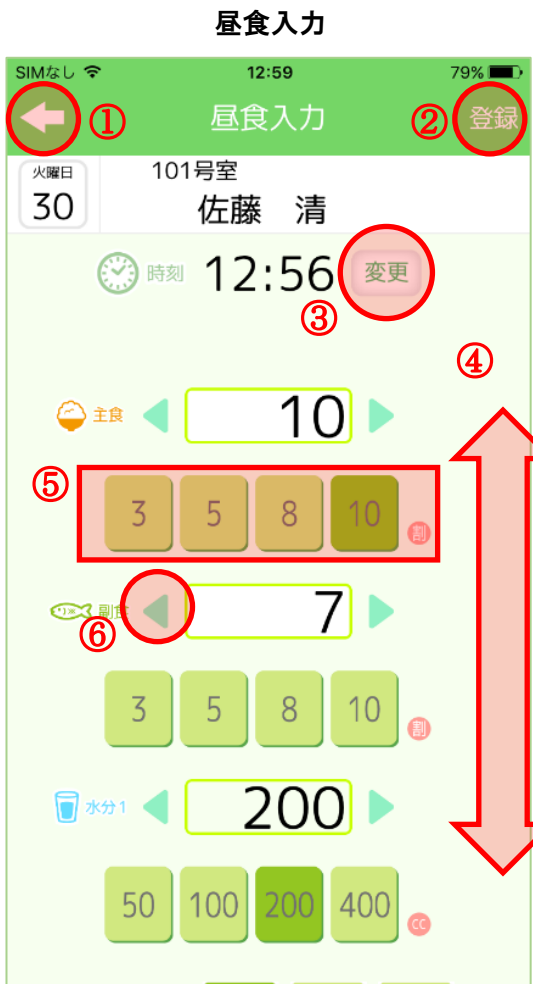 昼食入力
SIMなし 12:59 79%
① 昼食入力 ② 登録
火曜日 101号室
30 佐藤 清
時刻 12:56 変更
③
④
主食 10
⑤
3 5 8 10 割
副食 7
⑥
3 5 8 10 割
水分1 200
50 100 200 400 cc